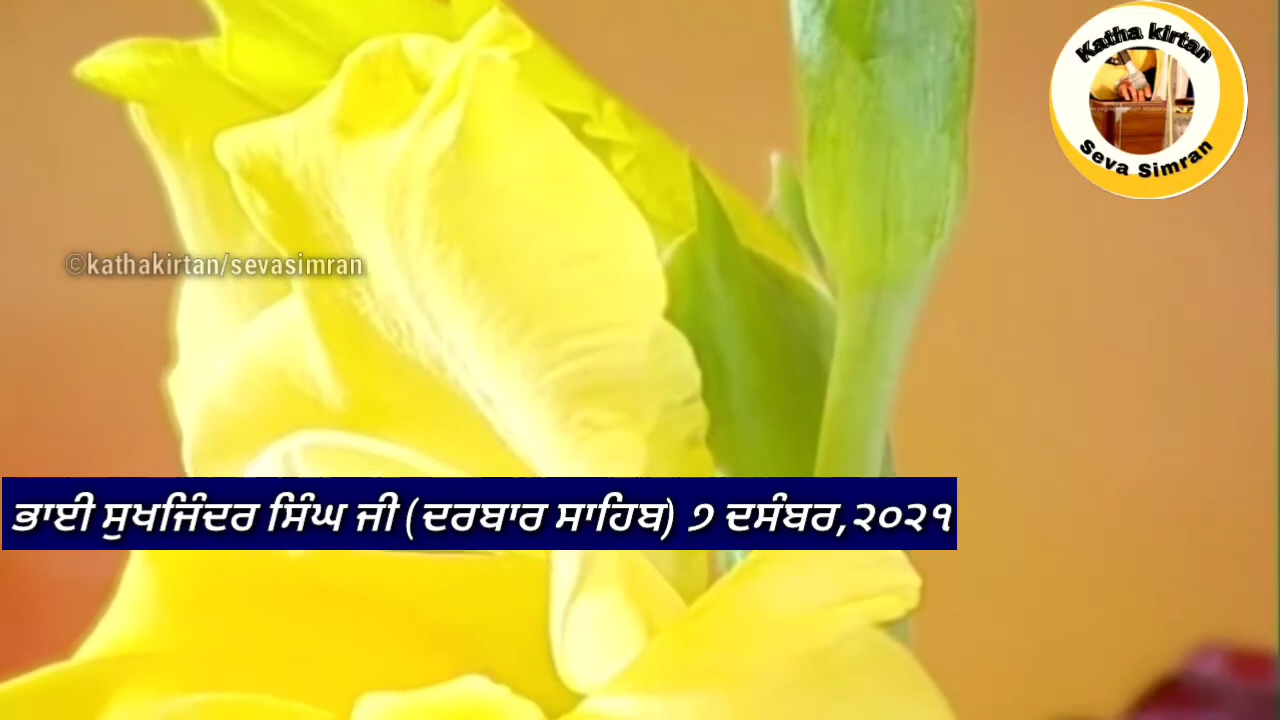 Katha kirtan
Seva Simran
©kathakirtan/sevasimran
ਭਾਈ ਸੁਖਜਿੰਦਰ ਸਿੰਘ ਜੀ (ਦਰਬਾਰ ਸਾਹਿਬ) ੭ ਦਸੰਬਰ,੨੦੨੧